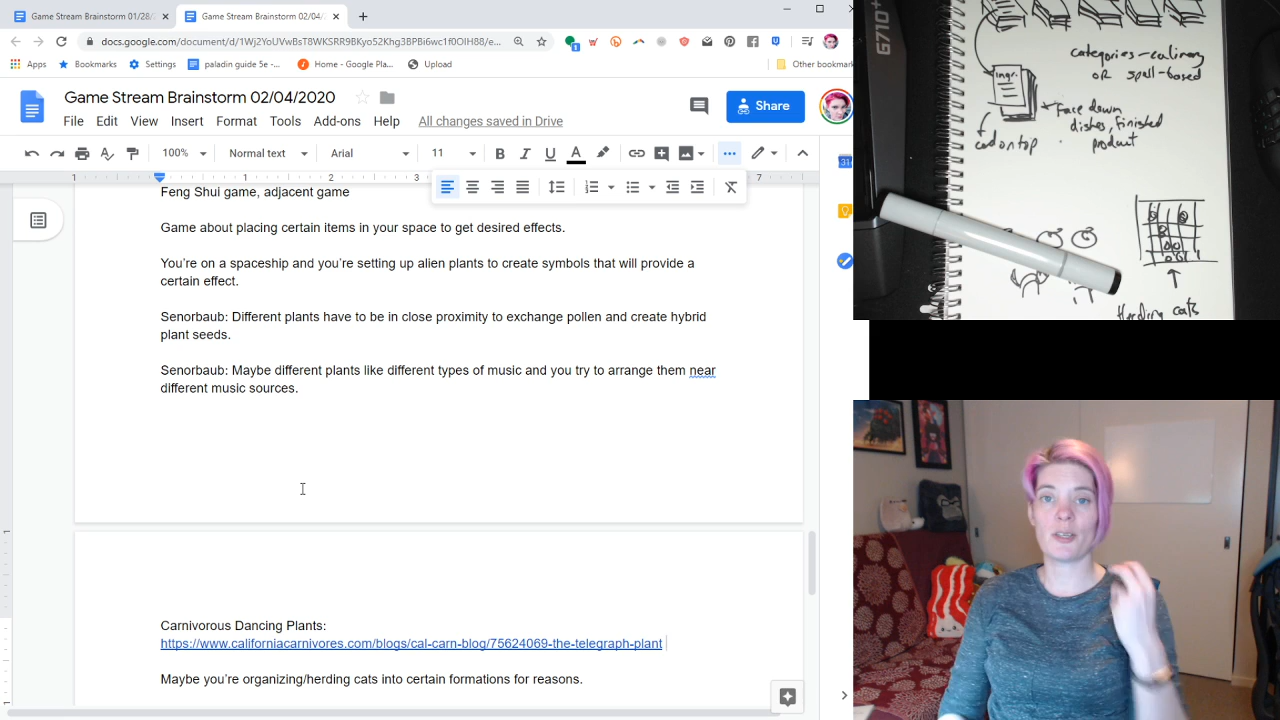 Game Stream Brainstorm 01/28/
Game Stream Brainstorm 02/04/
docs.google.com/document/d/1Wj2YoUVwBsT8WKSRR9BKyo52Khg3BPBi6wc1f0OIH88/e...
Apps
Bookmarks
Settings
paladin guide 5e -...
Home - Google Pla...
Upload
Other bookmark
Game Stream Brainstorm 02/04/2020
File Edit View Insert Format Tools Add-ons Help All changes saved in Drive
Share
100% Normal text Arial 11 B I U A
1 1 2 3 7
Feng Shui game, adjacent game
Game about placing certain items in your space to get desired effects.
You're on a spaceship and you're setting up alien plants to create symbols that will provide a
certain effect.
Senorbaub: Different plants have to be in close proximity to exchange pollen and create hybrid
plant seeds.
Senorbaub: Maybe different plants like different types of music and you try to arrange them near
different music sources.
Carnivorous Dancing Plants:
https://www.californiacarnivores.com/blogs/cal-carn-blog/75624069-the-telegraph-plant
Maybe you're organizing/herding cats into certain formations for reasons.
G710+
categories - culinary
OR spell-based
Ingr.
Face down
dishes, finished
product
card on top
Herding cats